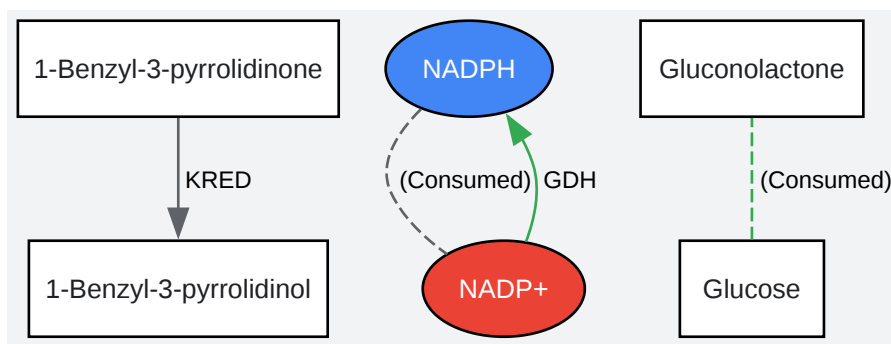 1-Benzyl-3-pyrrolidinone
NADPH
Gluconolactone
KRED
(Consumed)
GDH
(Consumed)
1-Benzyl-3-pyrrolidinol
NADP+
Glucose